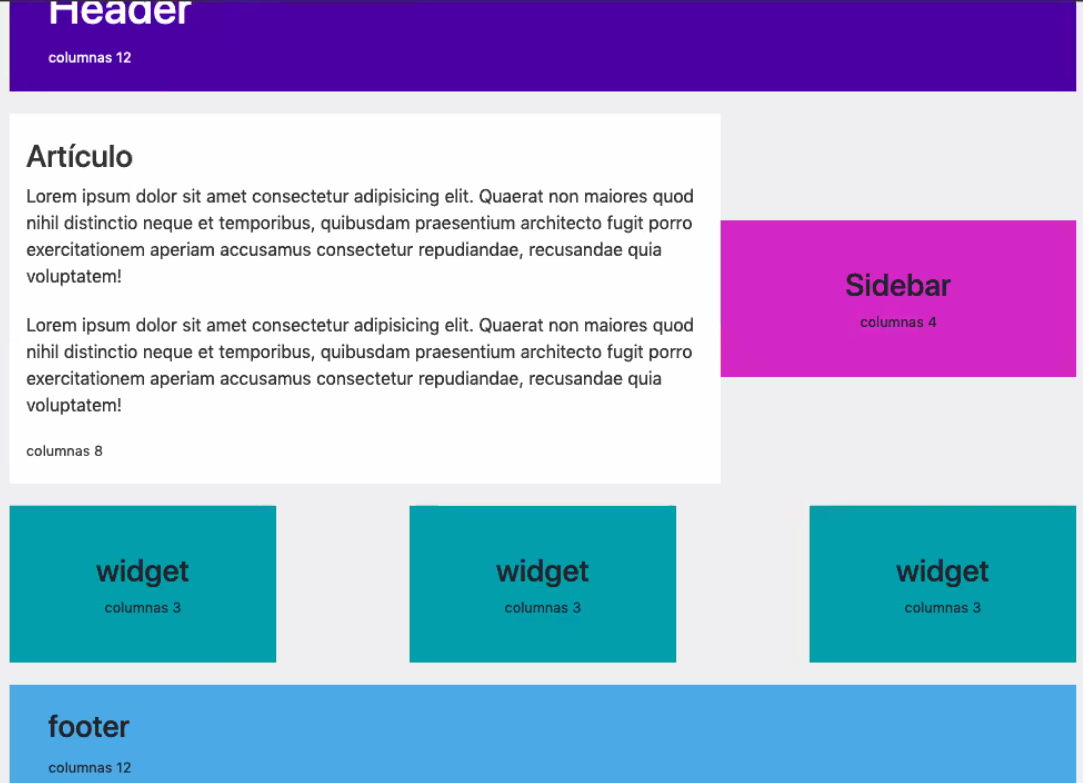 Header
columnas 12
Artículo
Lorem ipsum dolor sit amet consectetur adipisicing elit. Quaerat non maiores quod
nihil distinctio neque et temporibus, quibusdam praesentium architecto fugit porro
exercitationem aperiam accusamus consectetur repudiandae, recusandae quia
voluptatem!
Lorem ipsum dolor sit amet consectetur adipisicing elit. Quaerat non maiores quod
nihil distinctio neque et temporibus, quibusdam praesentium architecto fugit porro
exercitationem aperiam accusamus consectetur repudiandae, recusandae quia
voluptatem!
columnas 8
Sidebar
columnas 4
widget
columnas 3
widget
columnas 3
widget
columnas 3
footer
columnas 12